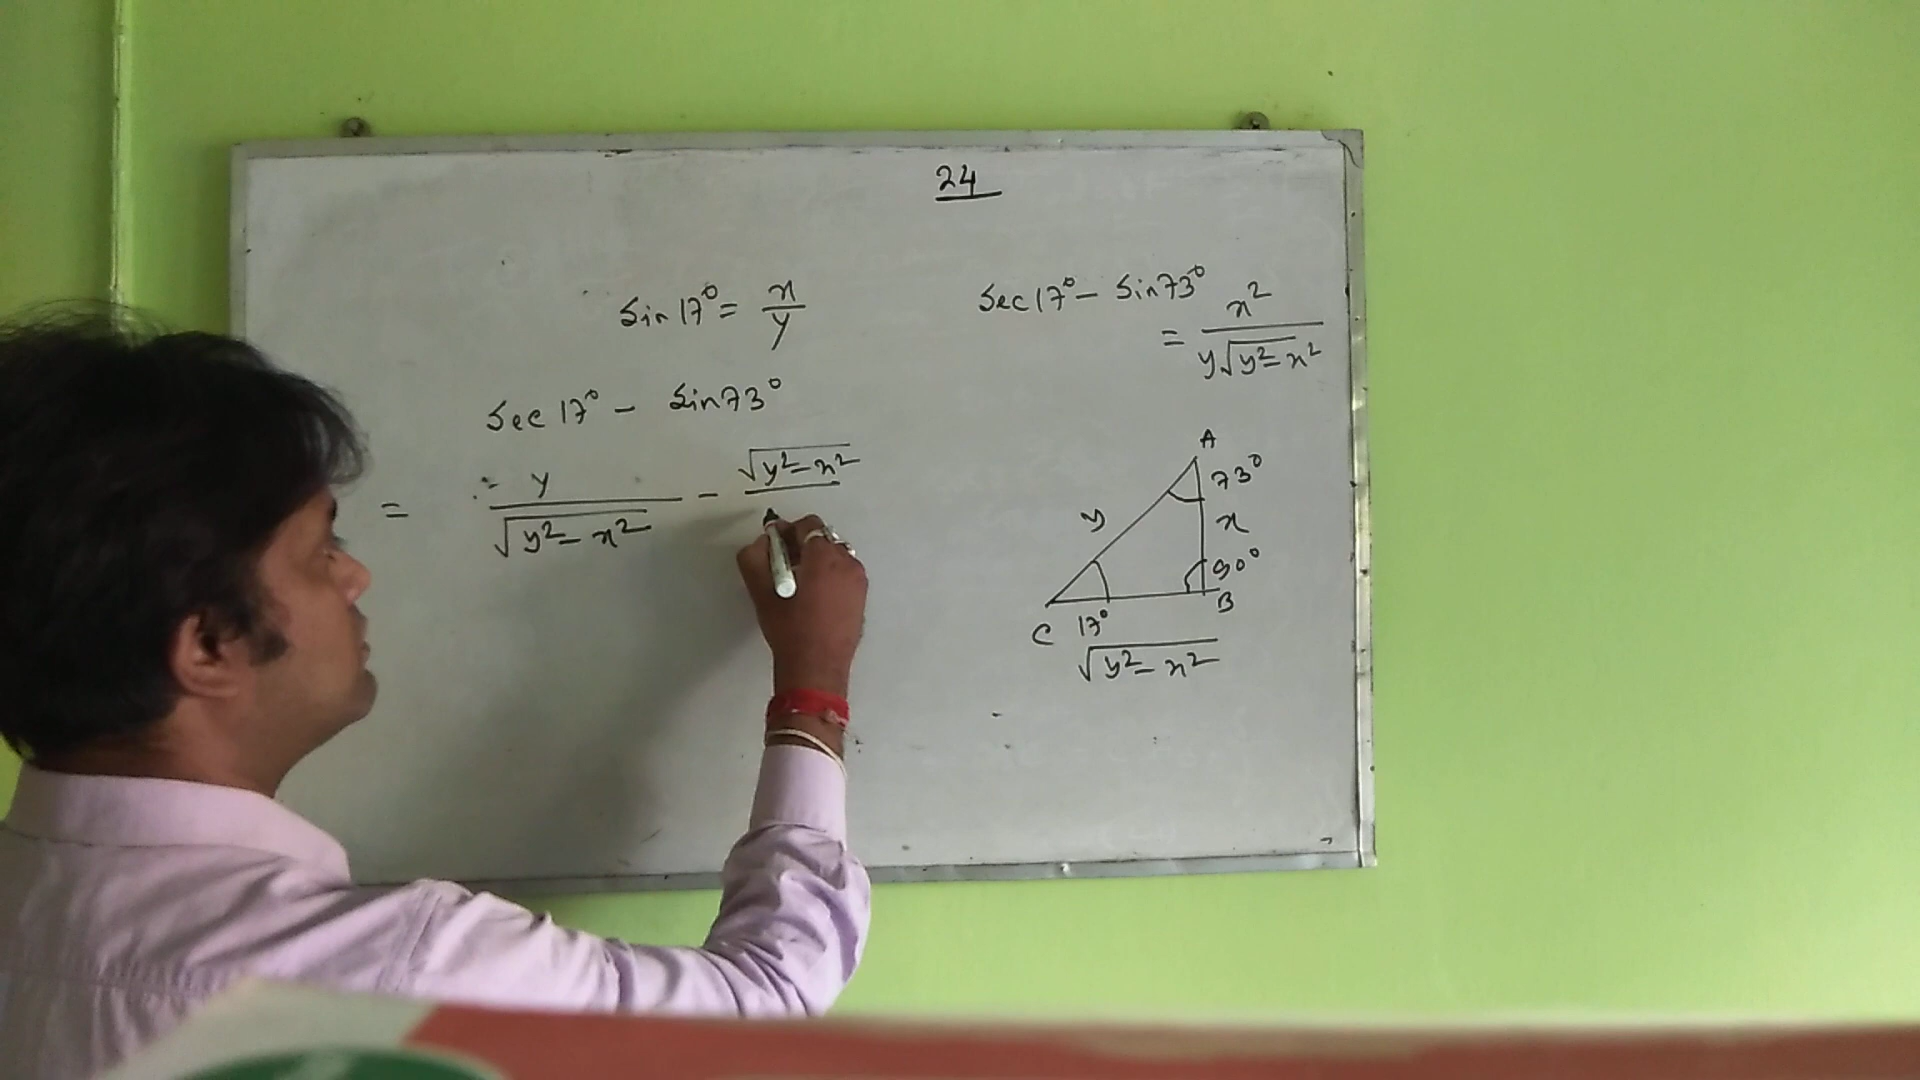 24
Sin 17° = x/y
Sec 17° - Sin 73° = x²/(y√(y² - x²))
Sec 17° - Sin 73°
= y/√(y² - x²) - √(y² - x²)/
A
73°
y
x
90°
B
C 17°
√(y² - x²)